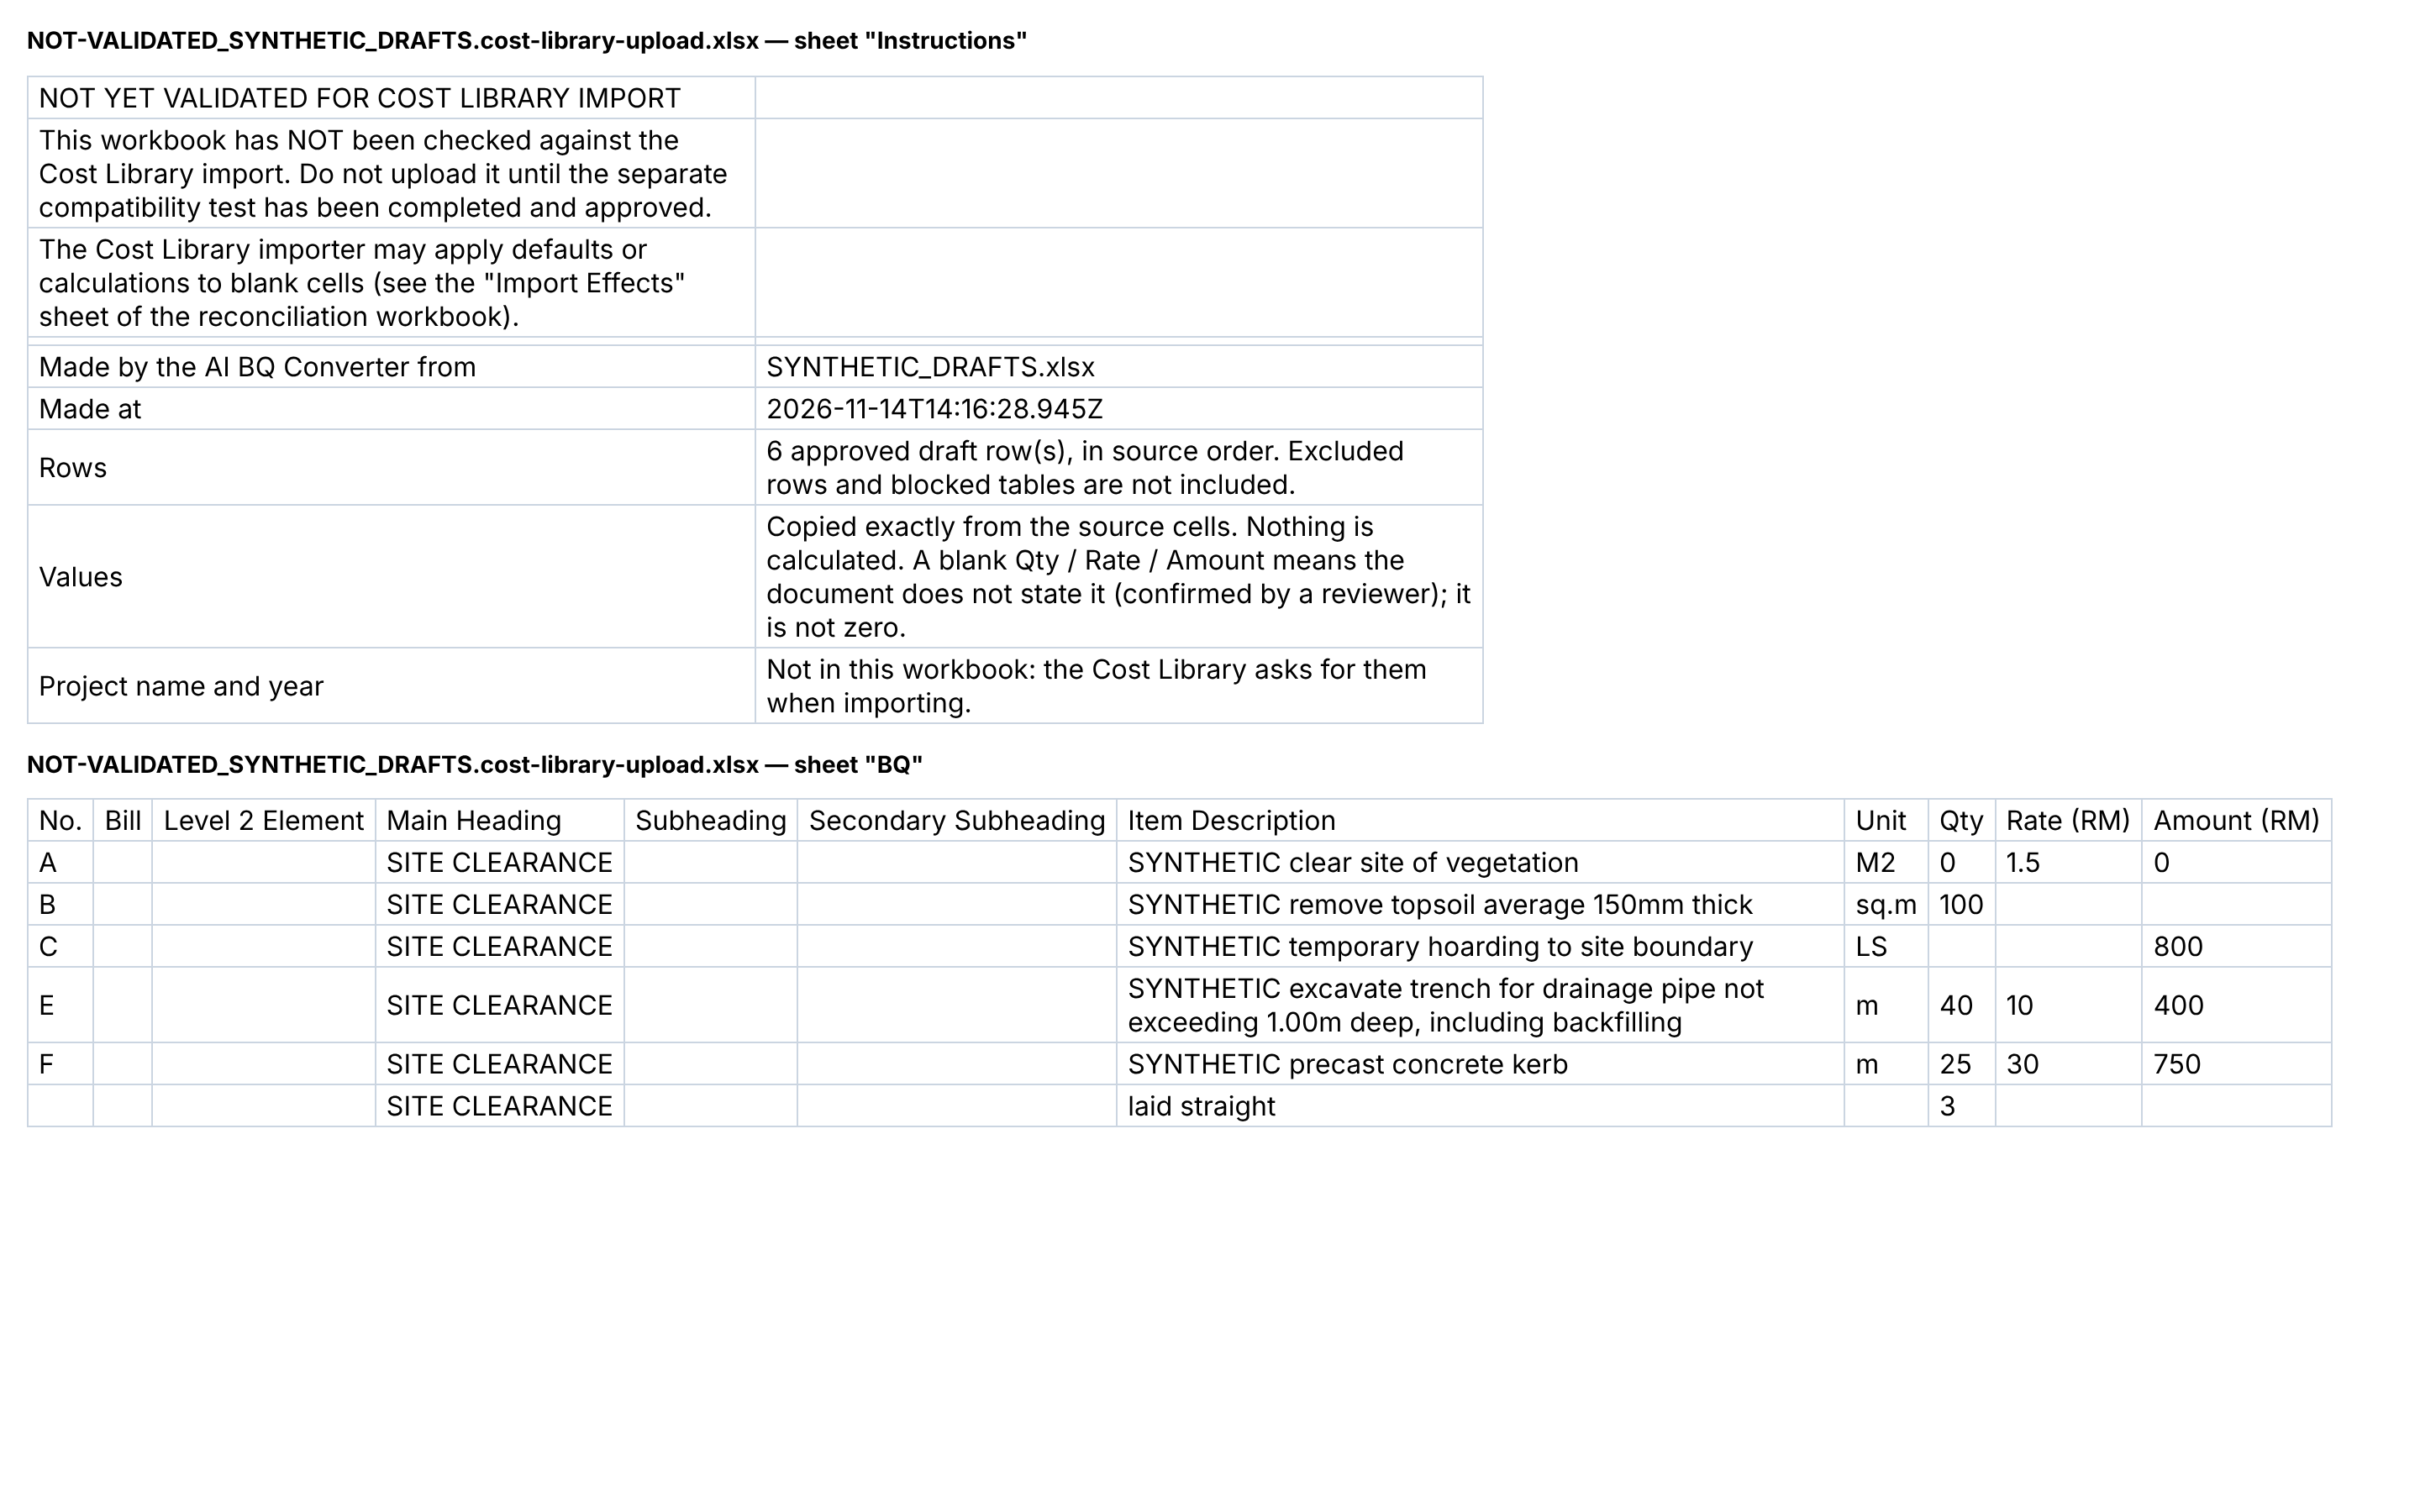 NOT-VALIDATED_SYNTHETIC_DRAFTS.cost-library-upload.xlsx — sheet "Instructions"
NOT YET VALIDATED FOR COST LIBRARY IMPORT
This workbook has NOT been checked against the
Cost Library import. Do not upload it until the separate
compatibility test has been completed and approved.
The Cost Library importer may apply defaults or
calculations to blank cells (see the "Import Effects"
sheet of the reconciliation workbook).
Made by the AI BQ Converter from SYNTHETIC_DRAFTS.xlsx
Made at 2026-11-14T14:16:28.945Z
Rows 6 approved draft row(s), in source order. Excluded
rows and blocked tables are not included.
Values Copied exactly from the source cells. Nothing is
calculated. A blank Qty / Rate / Amount means the
document does not state it (confirmed by a reviewer); it
is not zero.
Project name and year Not in this workbook: the Cost Library asks for them
when importing.
NOT-VALIDATED_SYNTHETIC_DRAFTS.cost-library-upload.xlsx — sheet "BQ"
No. Bill Level 2 Element Main Heading Subheading Secondary Subheading Item Description Unit Qty Rate (RM) Amount (RM)
A SITE CLEARANCE SYNTHETIC clear site of vegetation M2 0 1.5 0
B SITE CLEARANCE SYNTHETIC remove topsoil average 150mm thick sq.m 100
C SITE CLEARANCE SYNTHETIC temporary hoarding to site boundary LS 800
E SITE CLEARANCE SYNTHETIC excavate trench for drainage pipe not
exceeding 1.00m deep, including backfilling m 40 10 400
F SITE CLEARANCE SYNTHETIC precast concrete kerb m 25 30 750
SITE CLEARANCE laid straight 3